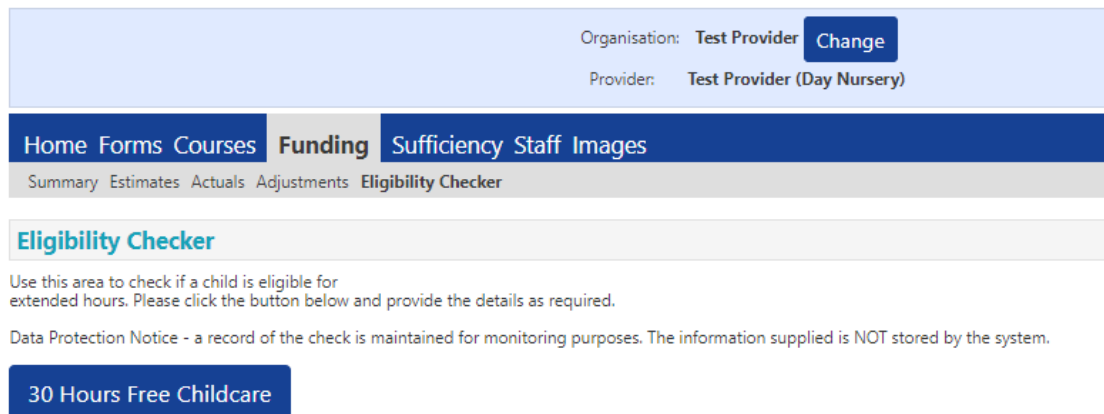 Organisation: Test Provider Change
Provider: Test Provider (Day Nursery)
Home Forms Courses Funding Sufficiency Staff Images
Summary Estimates Actuals Adjustments Eligibility Checker
Eligibility Checker
Use this area to check if a child is eligible for
extended hours. Please click the button below and provide the details as required.
Data Protection Notice - a record of the check is maintained for monitoring purposes. The information supplied is NOT stored by the system.
30 Hours Free Childcare